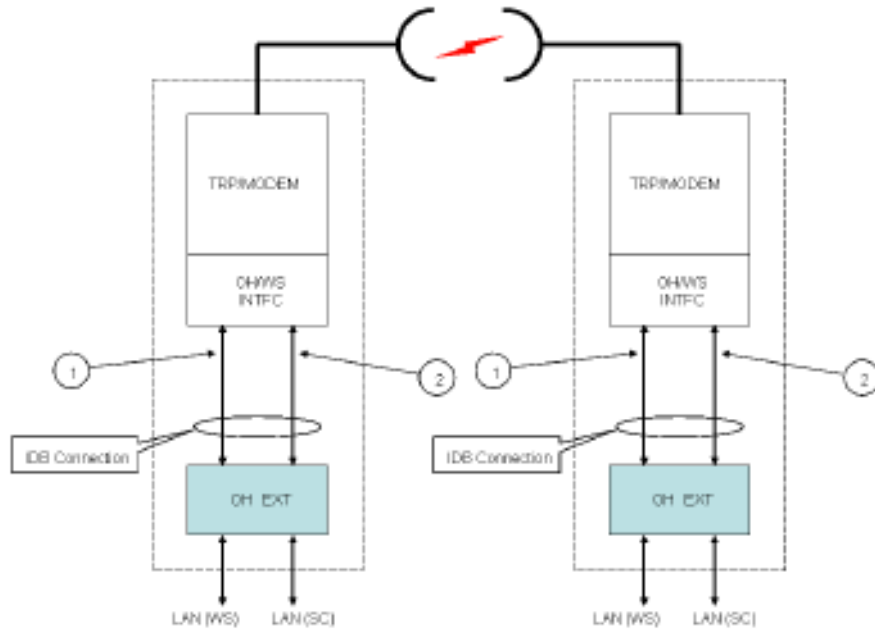 TRP/MODEM
OH/WS
INTFC
1
2
IDB Connection
OH EXT
LAN (WS)
LAN (SC)
TRP/MODEM
OH/WS
INTFC
1
2
IDB Connection
OH EXT
LAN (WS)
LAN (SC)